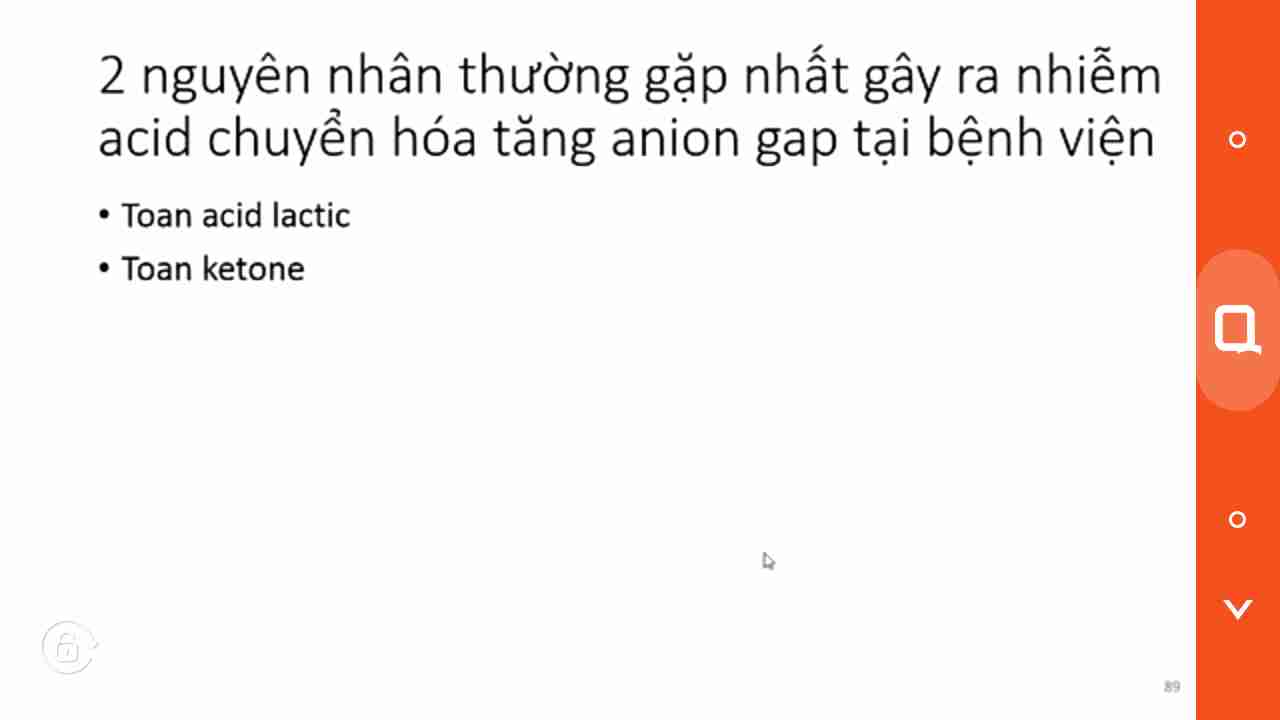 2 nguyên nhân thường gặp nhất gây ra nhiễm
acid chuyển hóa tăng anion gap tại bệnh viện
• Toan acid lactic
• Toan ketone
89